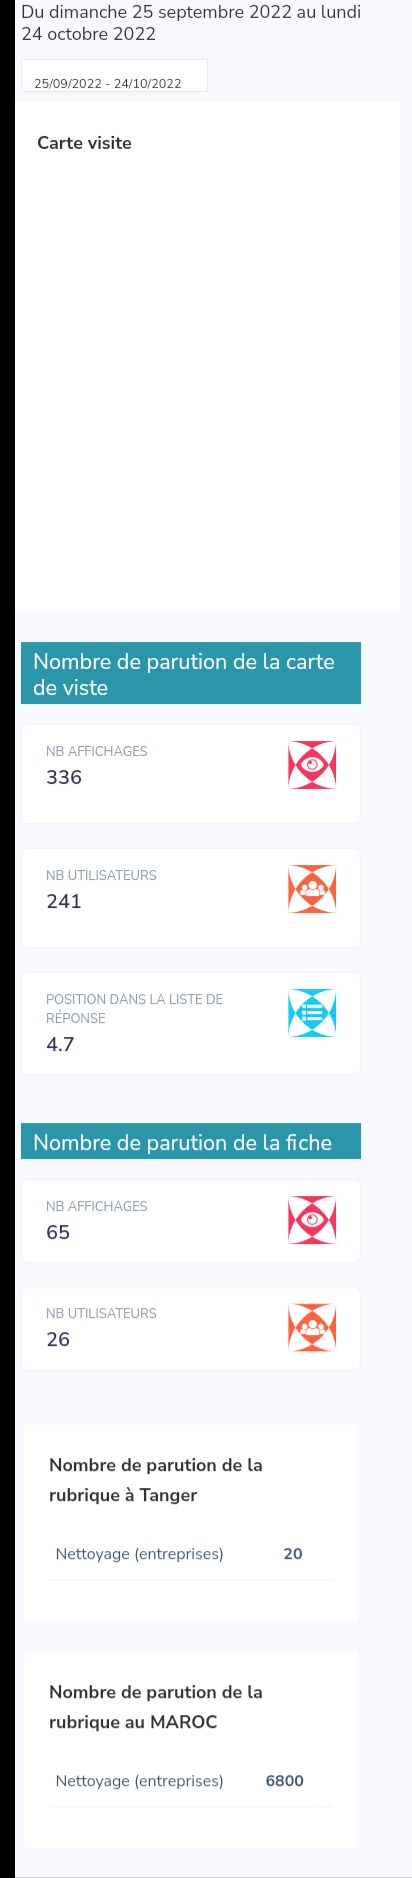 Du dimanche 25 septembre 2022 au lundi
24 octobre 2022
25/09/2022 - 24/10/2022
Carte visite
Nombre de parution de la carte
de viste
NB AFFICHAGES
336
NB UTILISATEURS
241
POSITION DANS LA LISTE DE
RÉPONSE
4.7
Nombre de parution de la fiche
NB AFFICHAGES
65
NB UTILISATEURS
26
Nombre de parution de la
rubrique à Tanger
Nettoyage (entreprises) 20
Nombre de parution de la
rubrique au MAROC
Nettoyage (entreprises) 6800